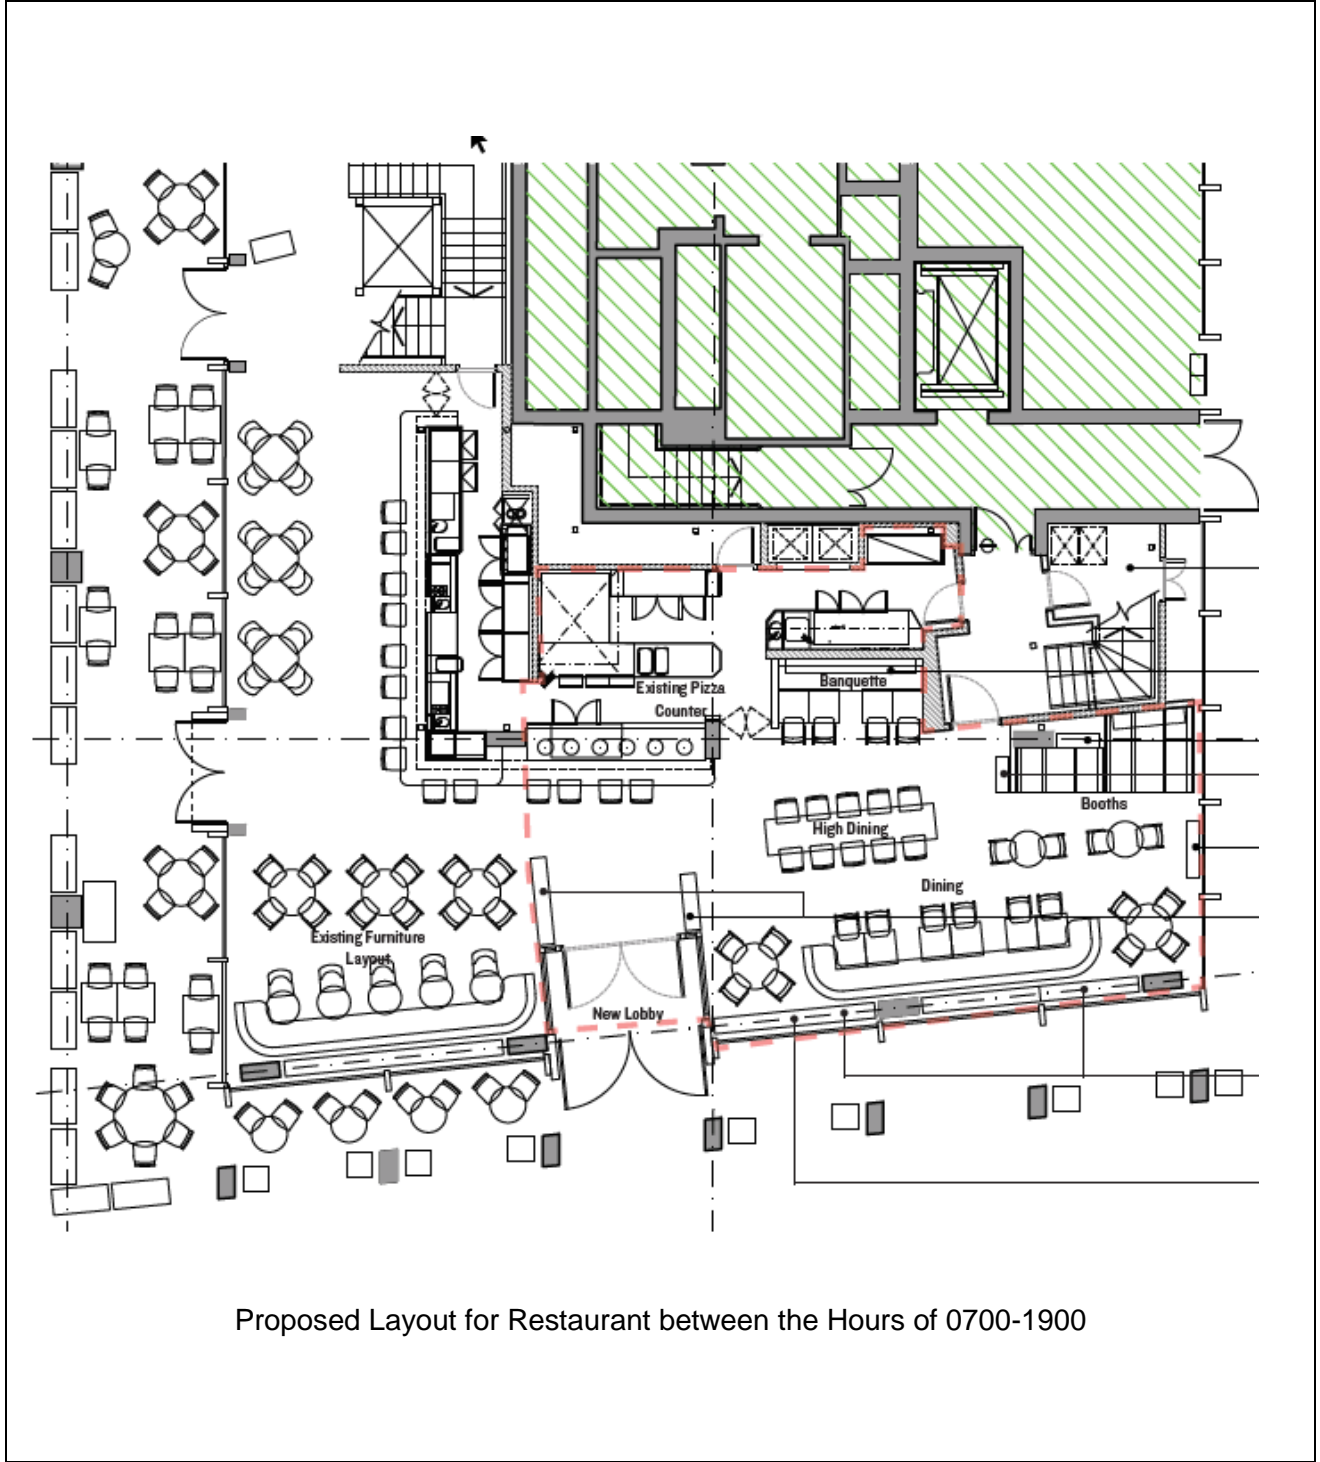 Existing Pizza
Counter
Banquette
Booths
High Dining
Dining
Existing Furniture
Layout
New Lobby
Proposed Layout for Restaurant between the Hours of 0700-1900